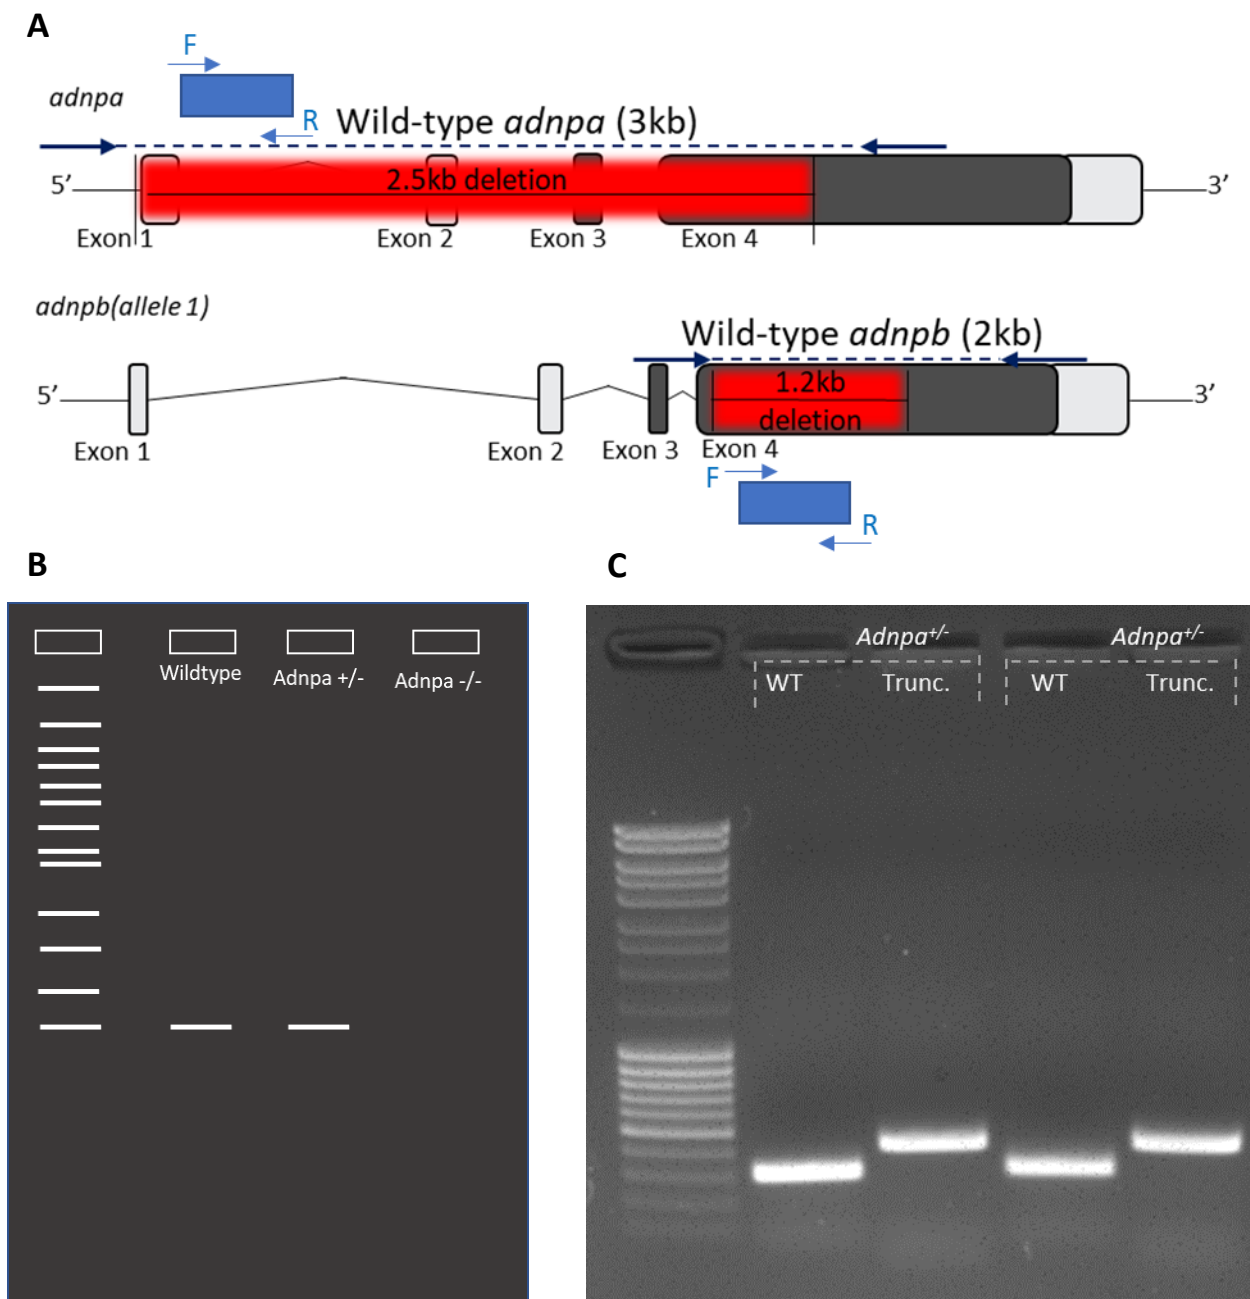 A
F
adnpa
R
Wild-type adnpa (3kb)
5’
2.5kb deletion
3’
Exon 1
Exon 2
Exon 3
Exon 4
adnpb(allele 1)
Wild-type adnpb (2kb)
5’
1.2kb
deletion
3’
Exon 1
Exon 2
Exon 3
Exon 4
F
R
B
C
Wildtype
Adnpa +/-
Adnpa -/-
Adnpa+/-
Adnpa+/-
WT
Trunc.
WT
Trunc.